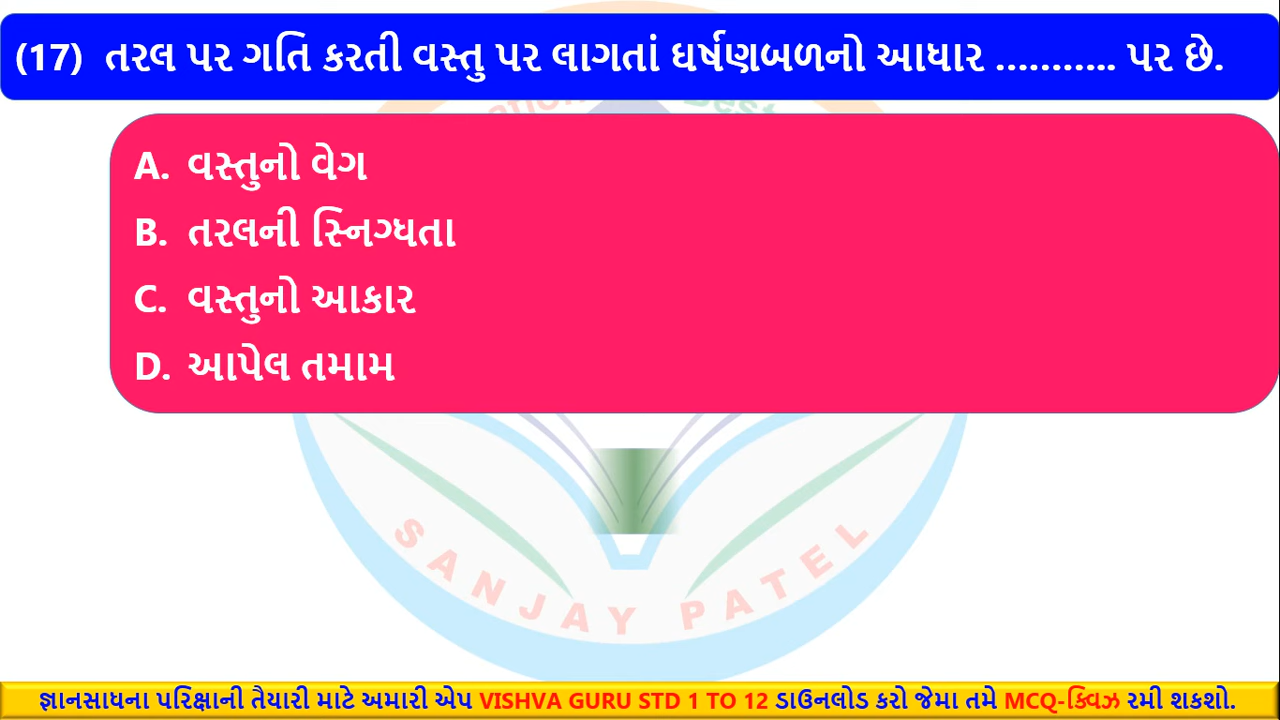 (17) તરલ પર ગતિ કરતી વસ્તુ પર લાગતાં ઘર્ષણબળનો આધાર ........... પર છે.
A. વસ્તુનો વેગ
B. તરલની સ્નિગ્ધતા
C. વસ્તુનો આકાર
D. આપેલ તમામ
SANJAY PATEL
જ્ઞાનસાધના પરિક્ષાની તૈયારી માટે અમારી એપ VISHVA GURU STD 1 TO 12 ડાઉનલોડ કરો જેમા તમે MCQ-ક્વિઝ રમી શકશો.